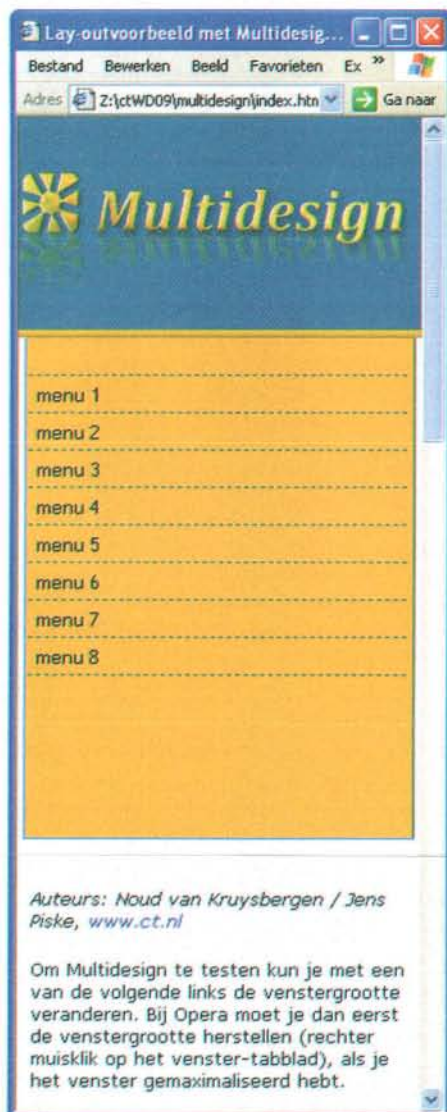 Lay-outvoorbeeld met Multidesig...
Bestand Bewerken Beeld Favorieten Ex »
Adres Z:\ctWD09\multidesign\index.htn Ga naar
Multidesign
menu 1
menu 2
menu 3
menu 4
menu 5
menu 6
menu 7
menu 8
Auteurs: Noud van Kruysbergen / Jens
Piske, www.ct.nl
Om Multidesign te testen kun je met een
van de volgende links de venstergrootte
veranderen. Bij Opera moet je dan eerst
de venstergrootte herstellen (rechter
muisklik op het venster-tabblad), als je
het venster gemaximaliseerd hebt.